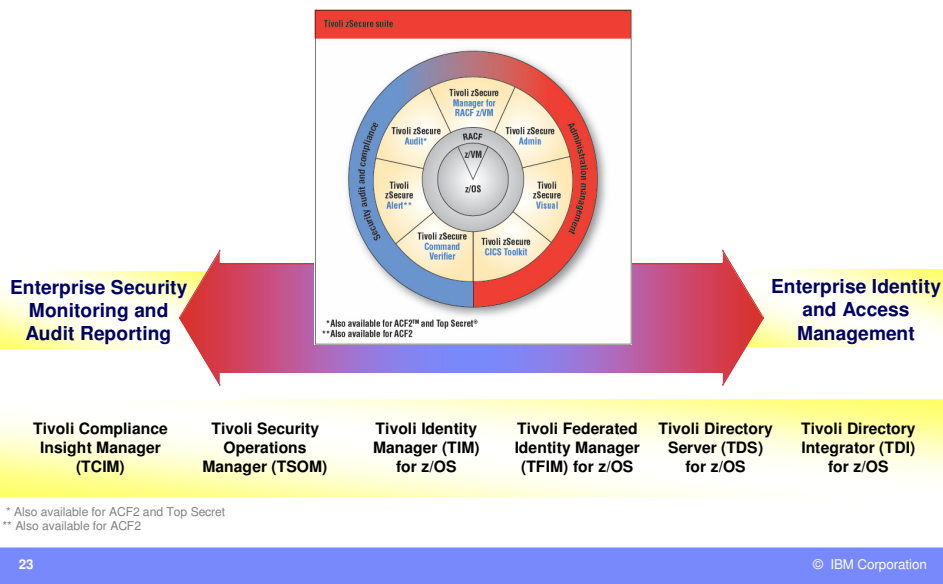 Tivoli zSecure suite
Tivoli zSecure
Manager for
RACF z/VM
Tivoli zSecure
Audit*
Tivoli zSecure
Admin
RACF
z/VM
z/OS
Tivoli
zSecure
Alert**
Tivoli
zSecure
Visual
Tivoli zSecure
Command
Verifier
Tivoli zSecure
CICS Toolkit
Security audit and compliance
Administration management
*Also available for ACF2™ and Top Secret®
**Also available for ACF2
Enterprise Security
Monitoring and
Audit Reporting
Enterprise Identity
and Access
Management
Tivoli Compliance
Insight Manager
(TCIM)
Tivoli Security
Operations
Manager (TSOM)
Tivoli Identity
Manager (TIM)
for z/OS
Tivoli Federated
Identity Manager
(TFIM) for z/OS
Tivoli Directory
Server (TDS)
for z/OS
Tivoli Directory
Integrator (TDI)
for z/OS
* Also available for ACF2 and Top Secret
** Also available for ACF2
23
© IBM Corporation